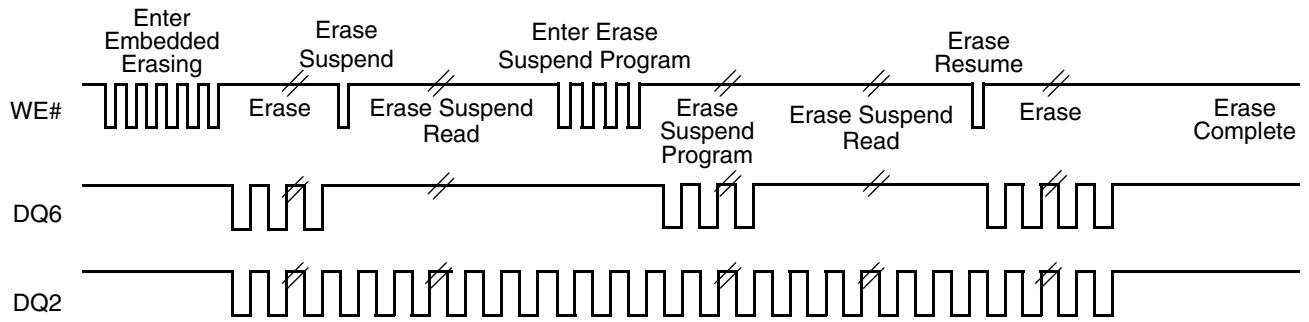 Enter
Embedded
Erasing
Erase
Suspend
Enter Erase
Suspend Program
Erase
Resume
WE#
Erase
Erase Suspend
Read
Erase
Suspend
Program
Erase Suspend
Read
Erase
Erase
Complete
DQ6
DQ2